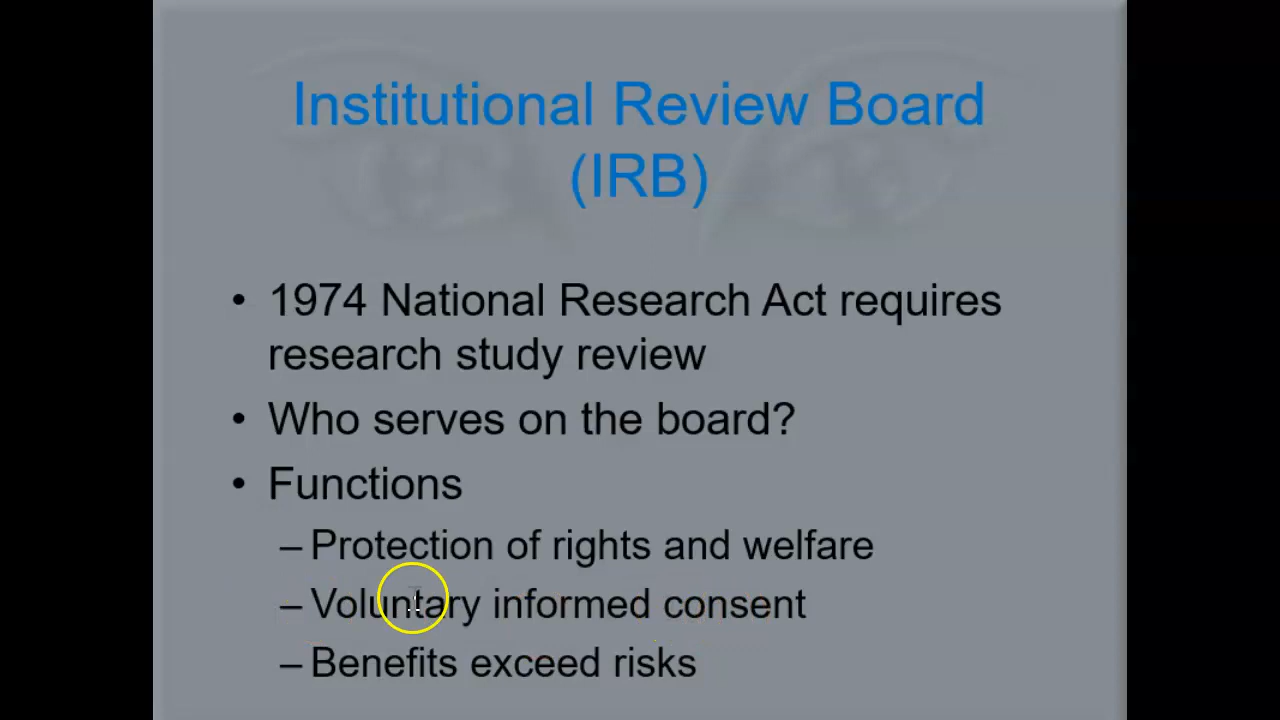 Institutional Review Board
(IRB)
• 1974 National Research Act requires
research study review
• Who serves on the board?
• Functions
– Protection of rights and welfare
– Voluntary informed consent
– Benefits exceed risks